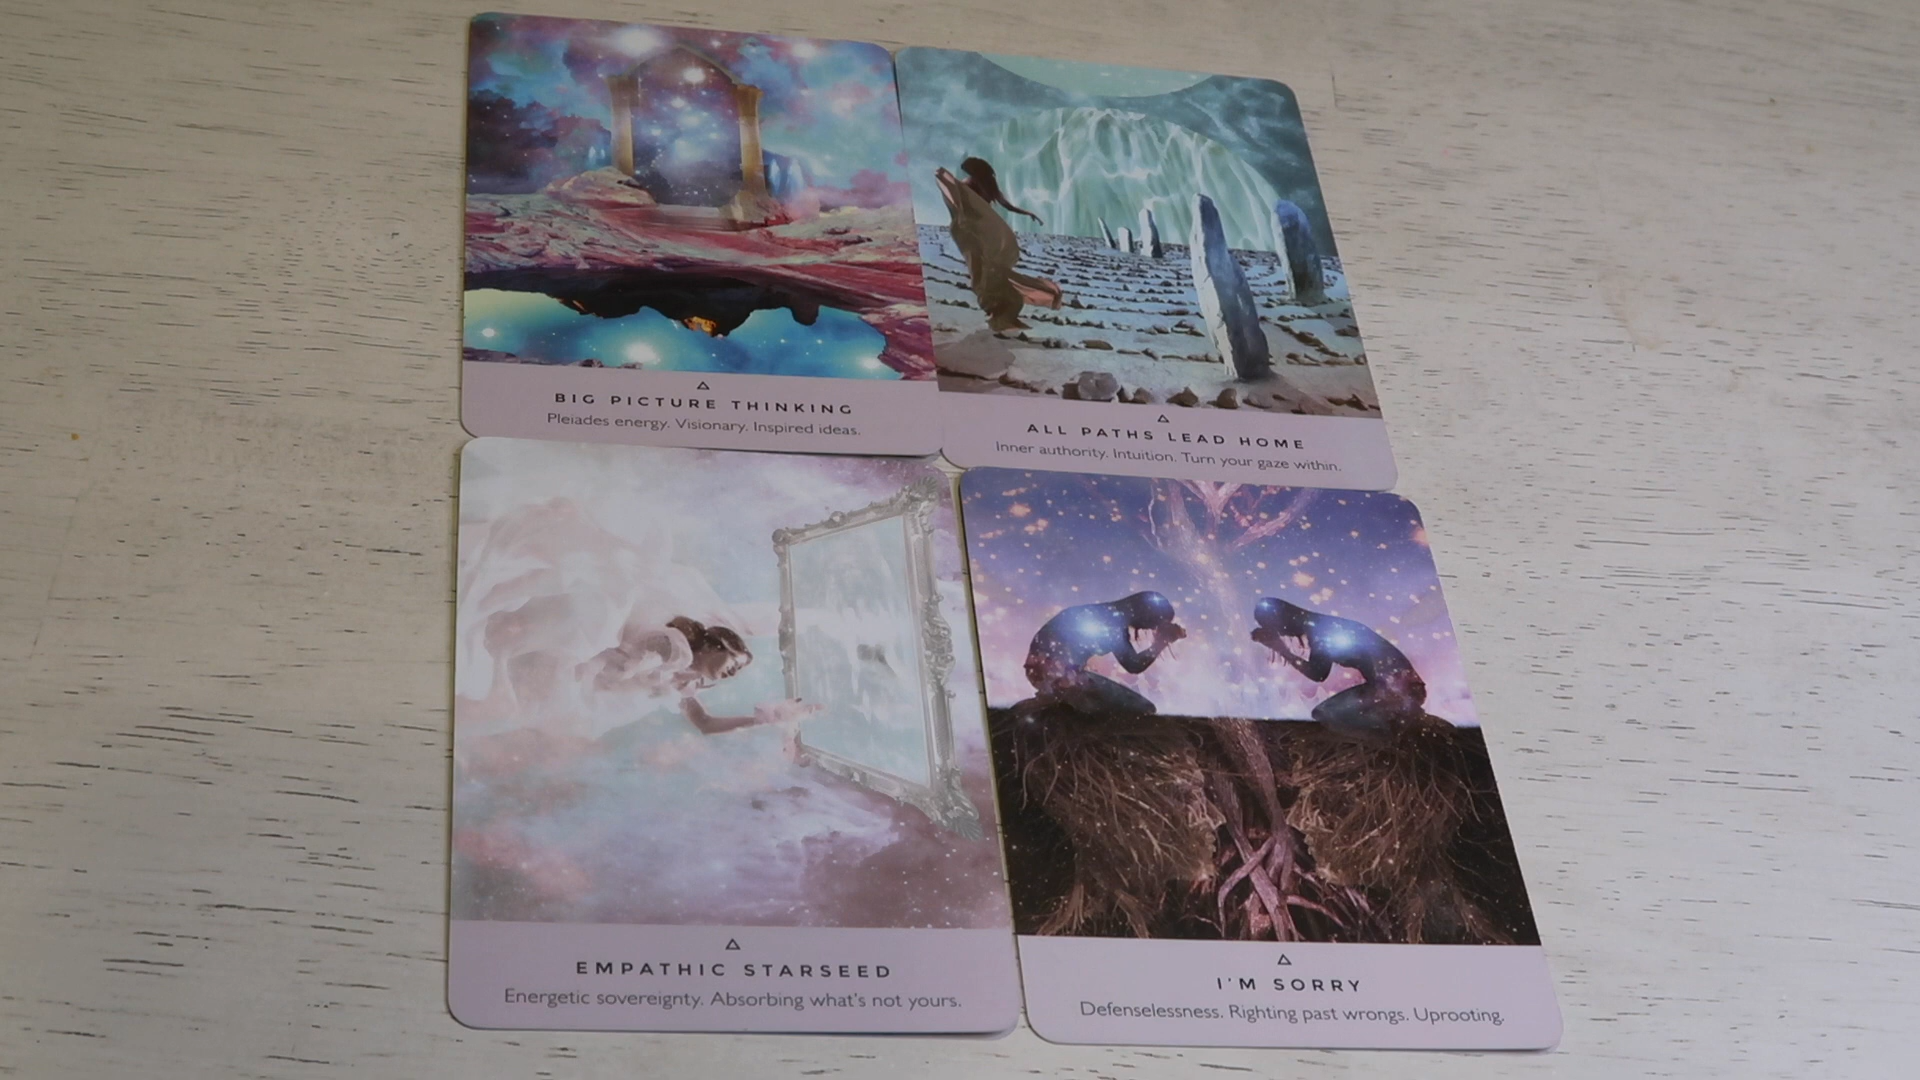 BIG PICTURE THINKING
Pleiades energy. Visionary. Inspired ideas.
ALL PATHS LEAD HOME
Inner authority. Intuition. Turn your gaze within.
EMPATHIC STARSEED
Energetic sovereignty. Absorbing what's not yours.
I'M SORRY
Defenselessness. Righting past wrongs. Uprooting.